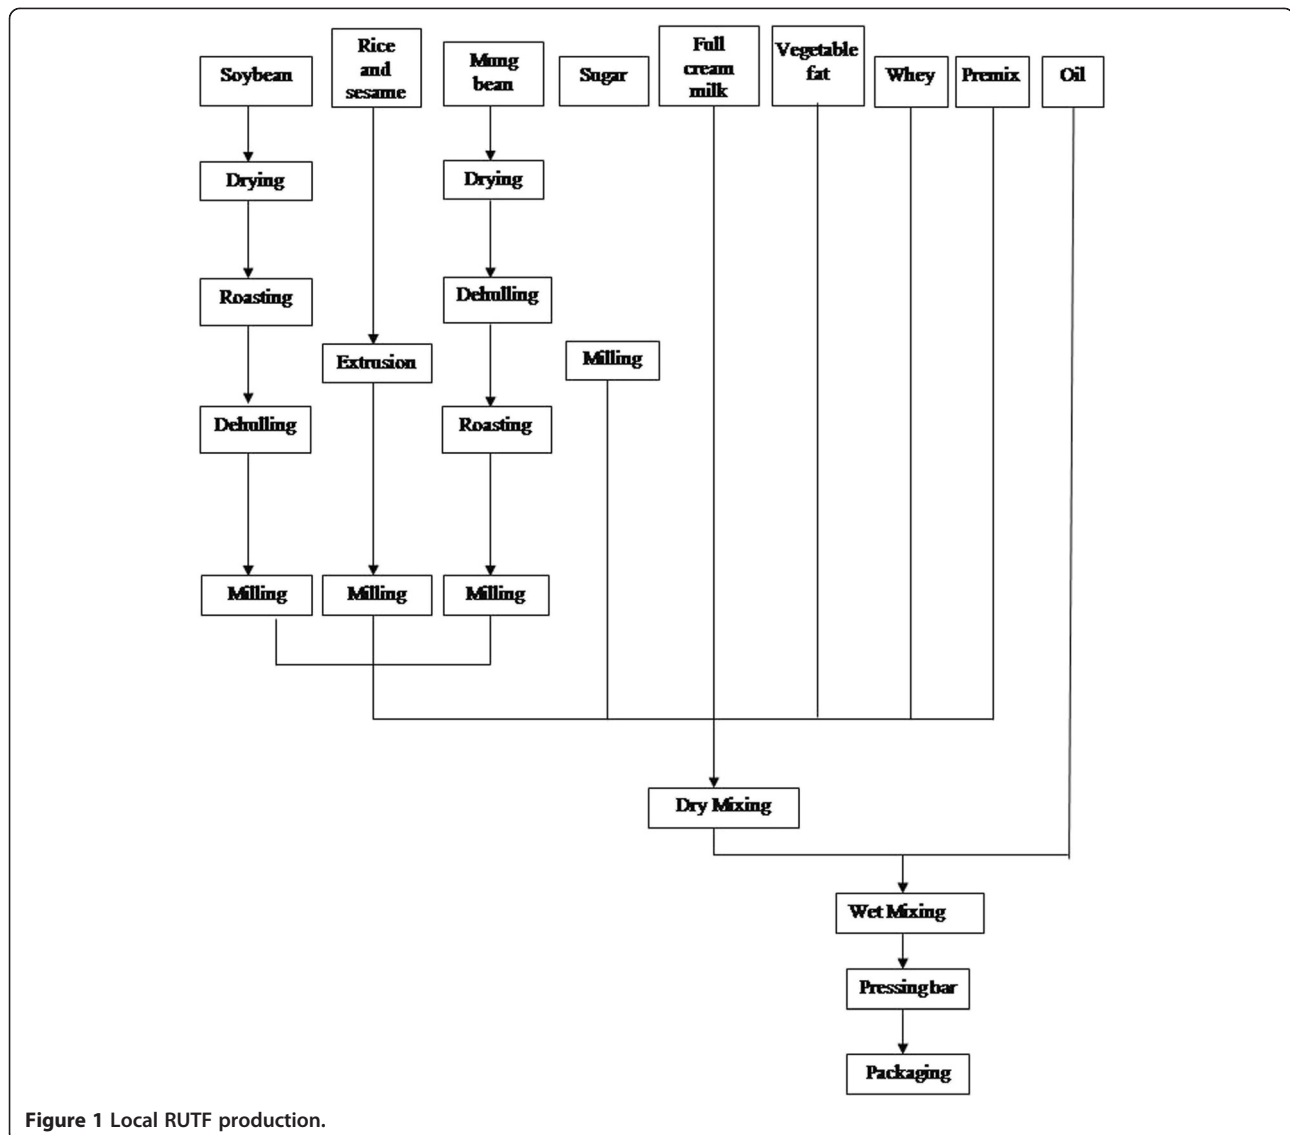 Soybean
Rice
and
sesame
Mung
bean
Sugar
Full
cream
milk
Vegetable
fat
Whey
Premix
Oil
Drying
Drying
Roasting
Dehulling
Extrusion
Milling
Dehulling
Roasting
Milling
Milling
Milling
Dry Mixing
Wet Mixing
Pressing bar
Packaging
Figure 1 Local RUTF production.